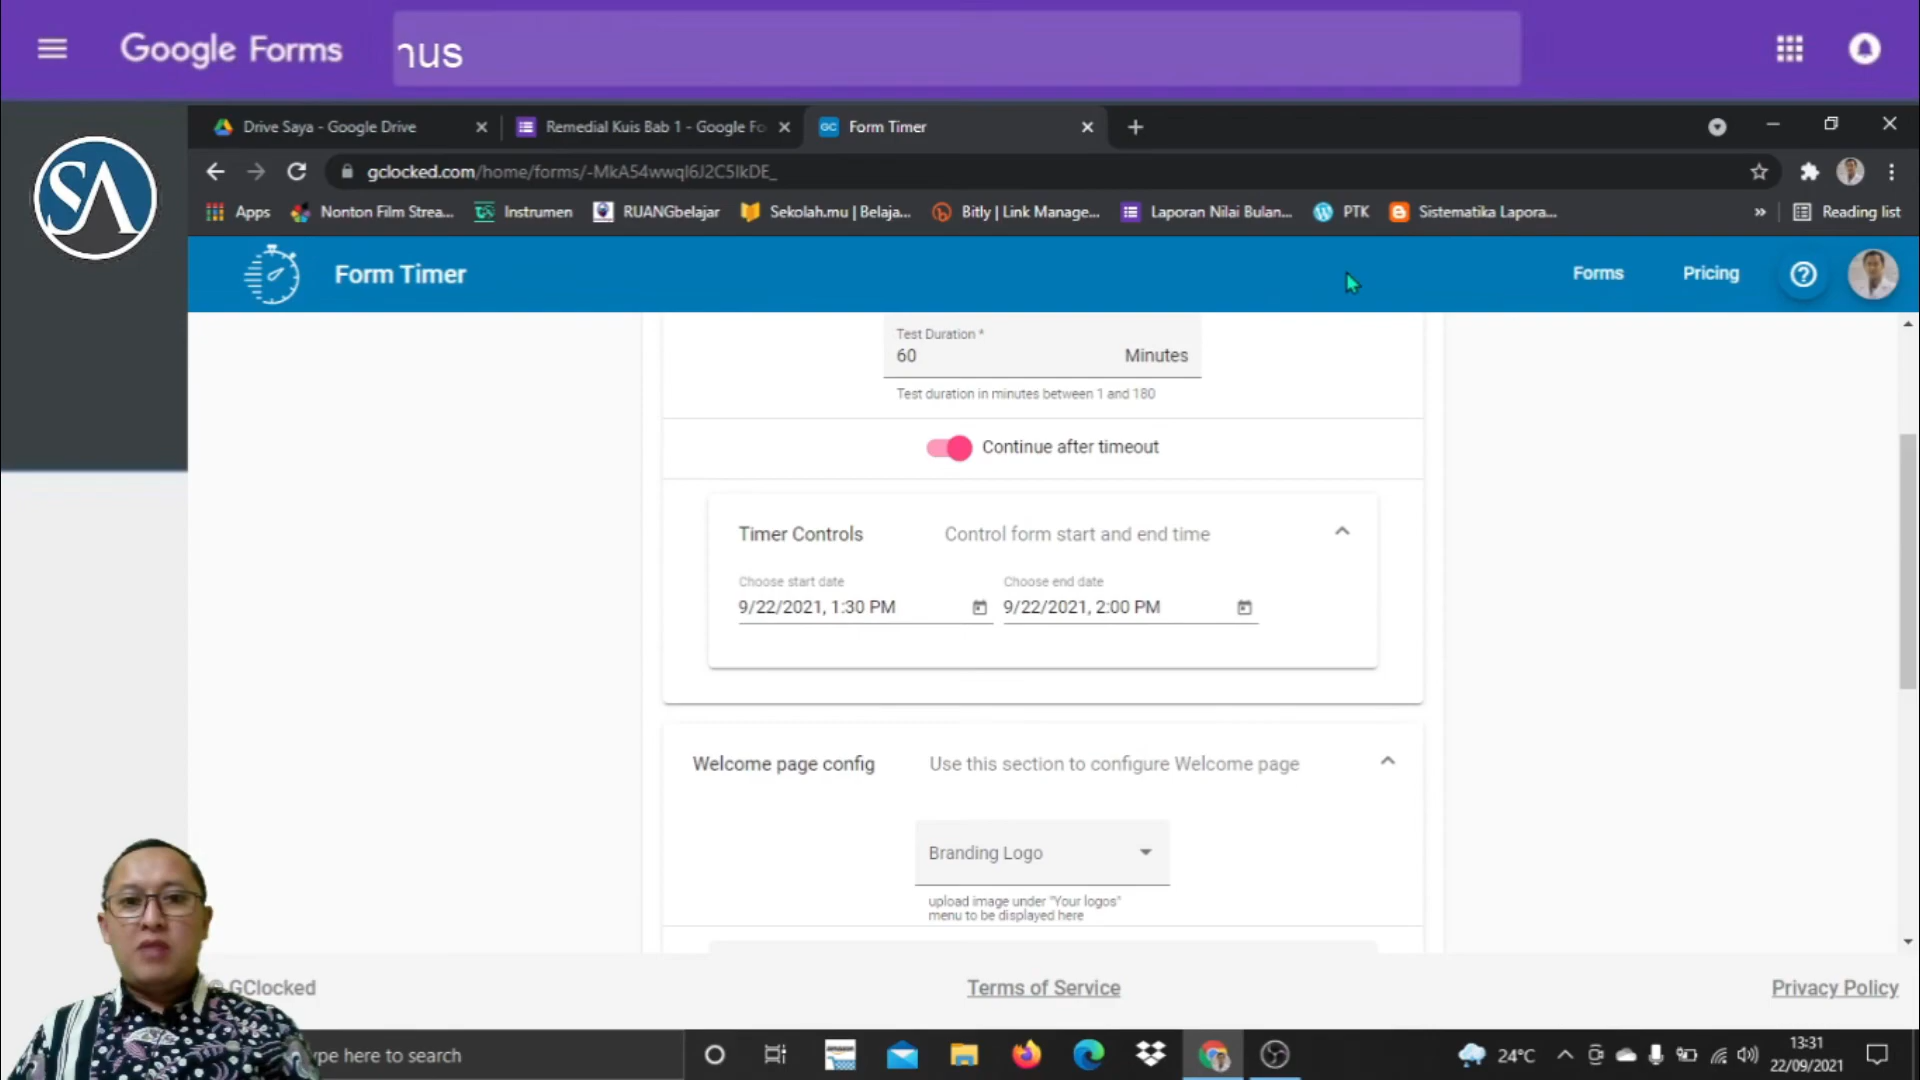 Google Forms
nus
SA
Drive Saya - Google Drive
Remedial Kuis Bab 1 - Google Fo
GC
Form Timer
gclocked.com/home/forms/-MkA54wwqI6J2C5IkDE_
Apps
Nonton Film Strea...
Instrumen
RUANGbelajar
Sekolah.mu | Belaja...
Bitly | Link Manage...
Laporan Nilai Bulan...
PTK
Sistematika Lapora...
»
Reading list
Form Timer
Forms
Pricing
Test Duration *
60
Minutes
Test duration in minutes between 1 and 180
Continue after timeout
Timer Controls
Control form start and end time
Choose start date
Choose end date
9/22/2021, 1:30 PM
9/22/2021, 2:00 PM
Welcome page config
Use this section to configure Welcome page
Branding Logo
upload image under "Your logos"
menu to be displayed here
GClocked
Terms of Service
Privacy Policy
ype here to search
24°C
13:31
22/09/2021